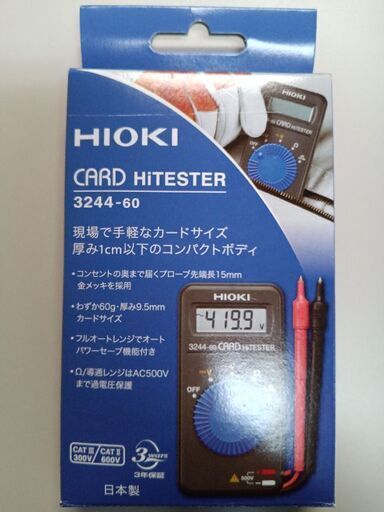 HIOKI
CARD HiTESTER
3244-60
現場で手軽なカードサイズ
厚み1cm以下のコンパクトボディ
・コンセントの奥まで届くプローブ先端長15mm
金メッキを採用
・わずか60g・厚み9.5mm
カードサイズ
・フルオートレンジでオート
パワーセーブ機能付き
・Ω/導通レンジはAC500V
まで過電圧保護
CAT Ⅲ
300V
CAT Ⅱ
600V
3years
3年保証
日本製
HIOKI
~419.9 V
3244-60 CARD HiTESTER
OFF
500V
HiTESTER